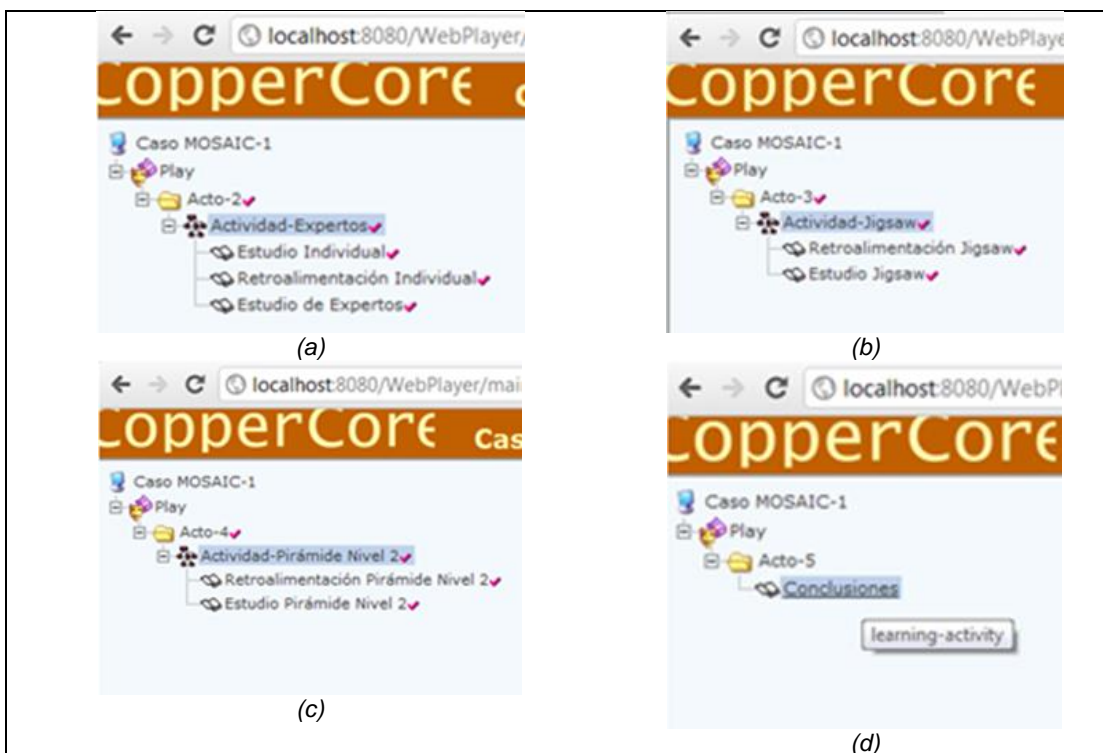 localhost:8080/WebPlayer/
CopperCore
Caso MOSAIC-1
Play
Acto-2
Actividad-Expertos
Estudio Individual
Retroalimentación Individual
Estudio de Expertos
(a)
localhost:8080/WebPlaye
CopperCore
Caso MOSAIC-1
Play
Acto-3
Actividad-Jigsaw
Retroalimentación Jigsaw
Estudio Jigsaw
(b)
localhost:8080/WebPlayer/mai
CopperCore Cas
Caso MOSAIC-1
Play
Acto-4
Actividad-Pirámide Nivel 2
Retroalimentación Pirámide Nivel 2
Estudio Pirámide Nivel 2
(c)
localhost:8080/WebPl
CopperCore
Caso MOSAIC-1
Play
Acto-5
Conclusiones
learning-activity
(d)